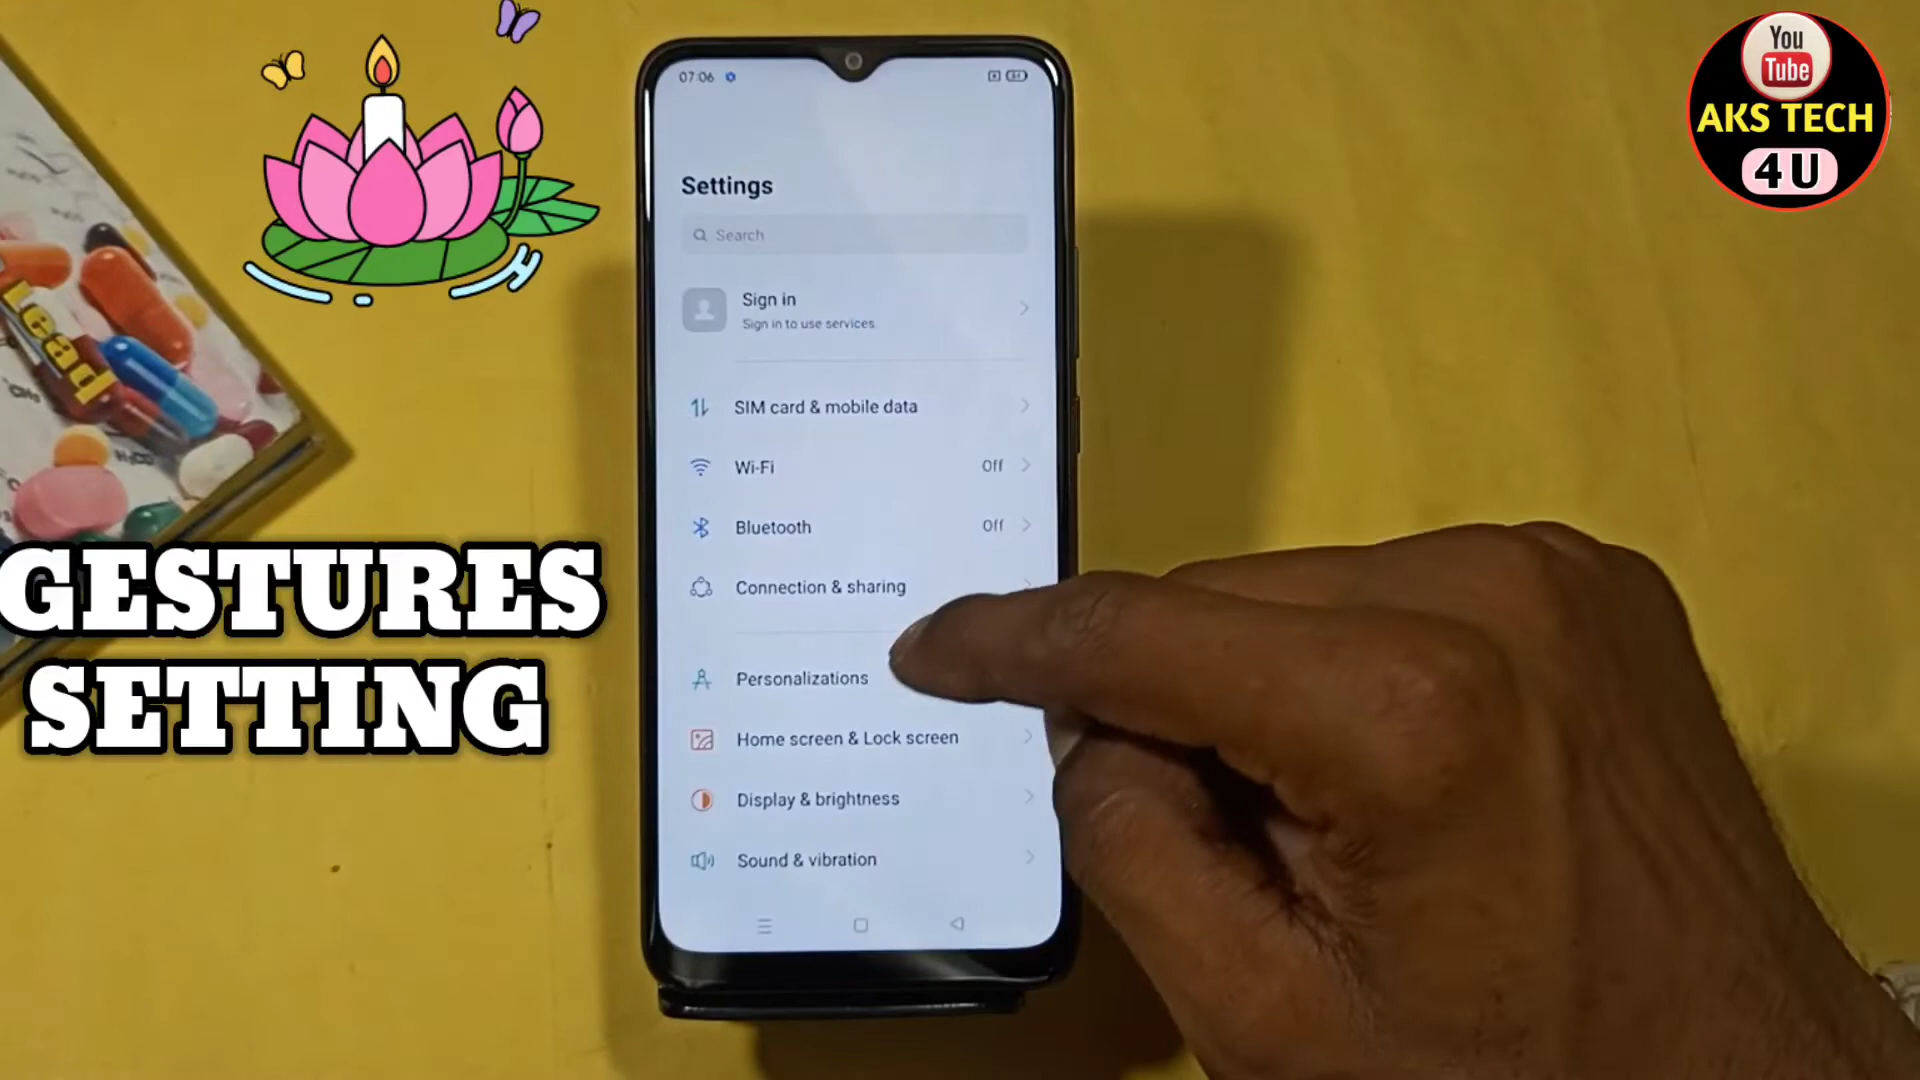 07:06
Settings
Search
Sign in
Sign in to use services.
SIM card & mobile data
Wi-Fi
Off
Bluetooth
Off
Connection & sharing
Personalizations
Home screen & Lock screen
Display & brightness
Sound & vibration
GESTURES
SETTING
You
Tube
AKS TECH
4 U